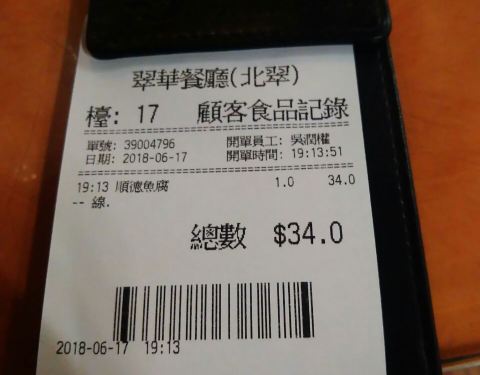 翠華餐廳(北翠)
檯: 17 顧客食品記錄
單號: 39004796 開單員工: 吳潤權
日期: 2018-06-17 開單時間: 19:13:51
19:13 順德魚腐 1.0 34.0
-- 線.
總數 $34.0
2018-06-17 19:13